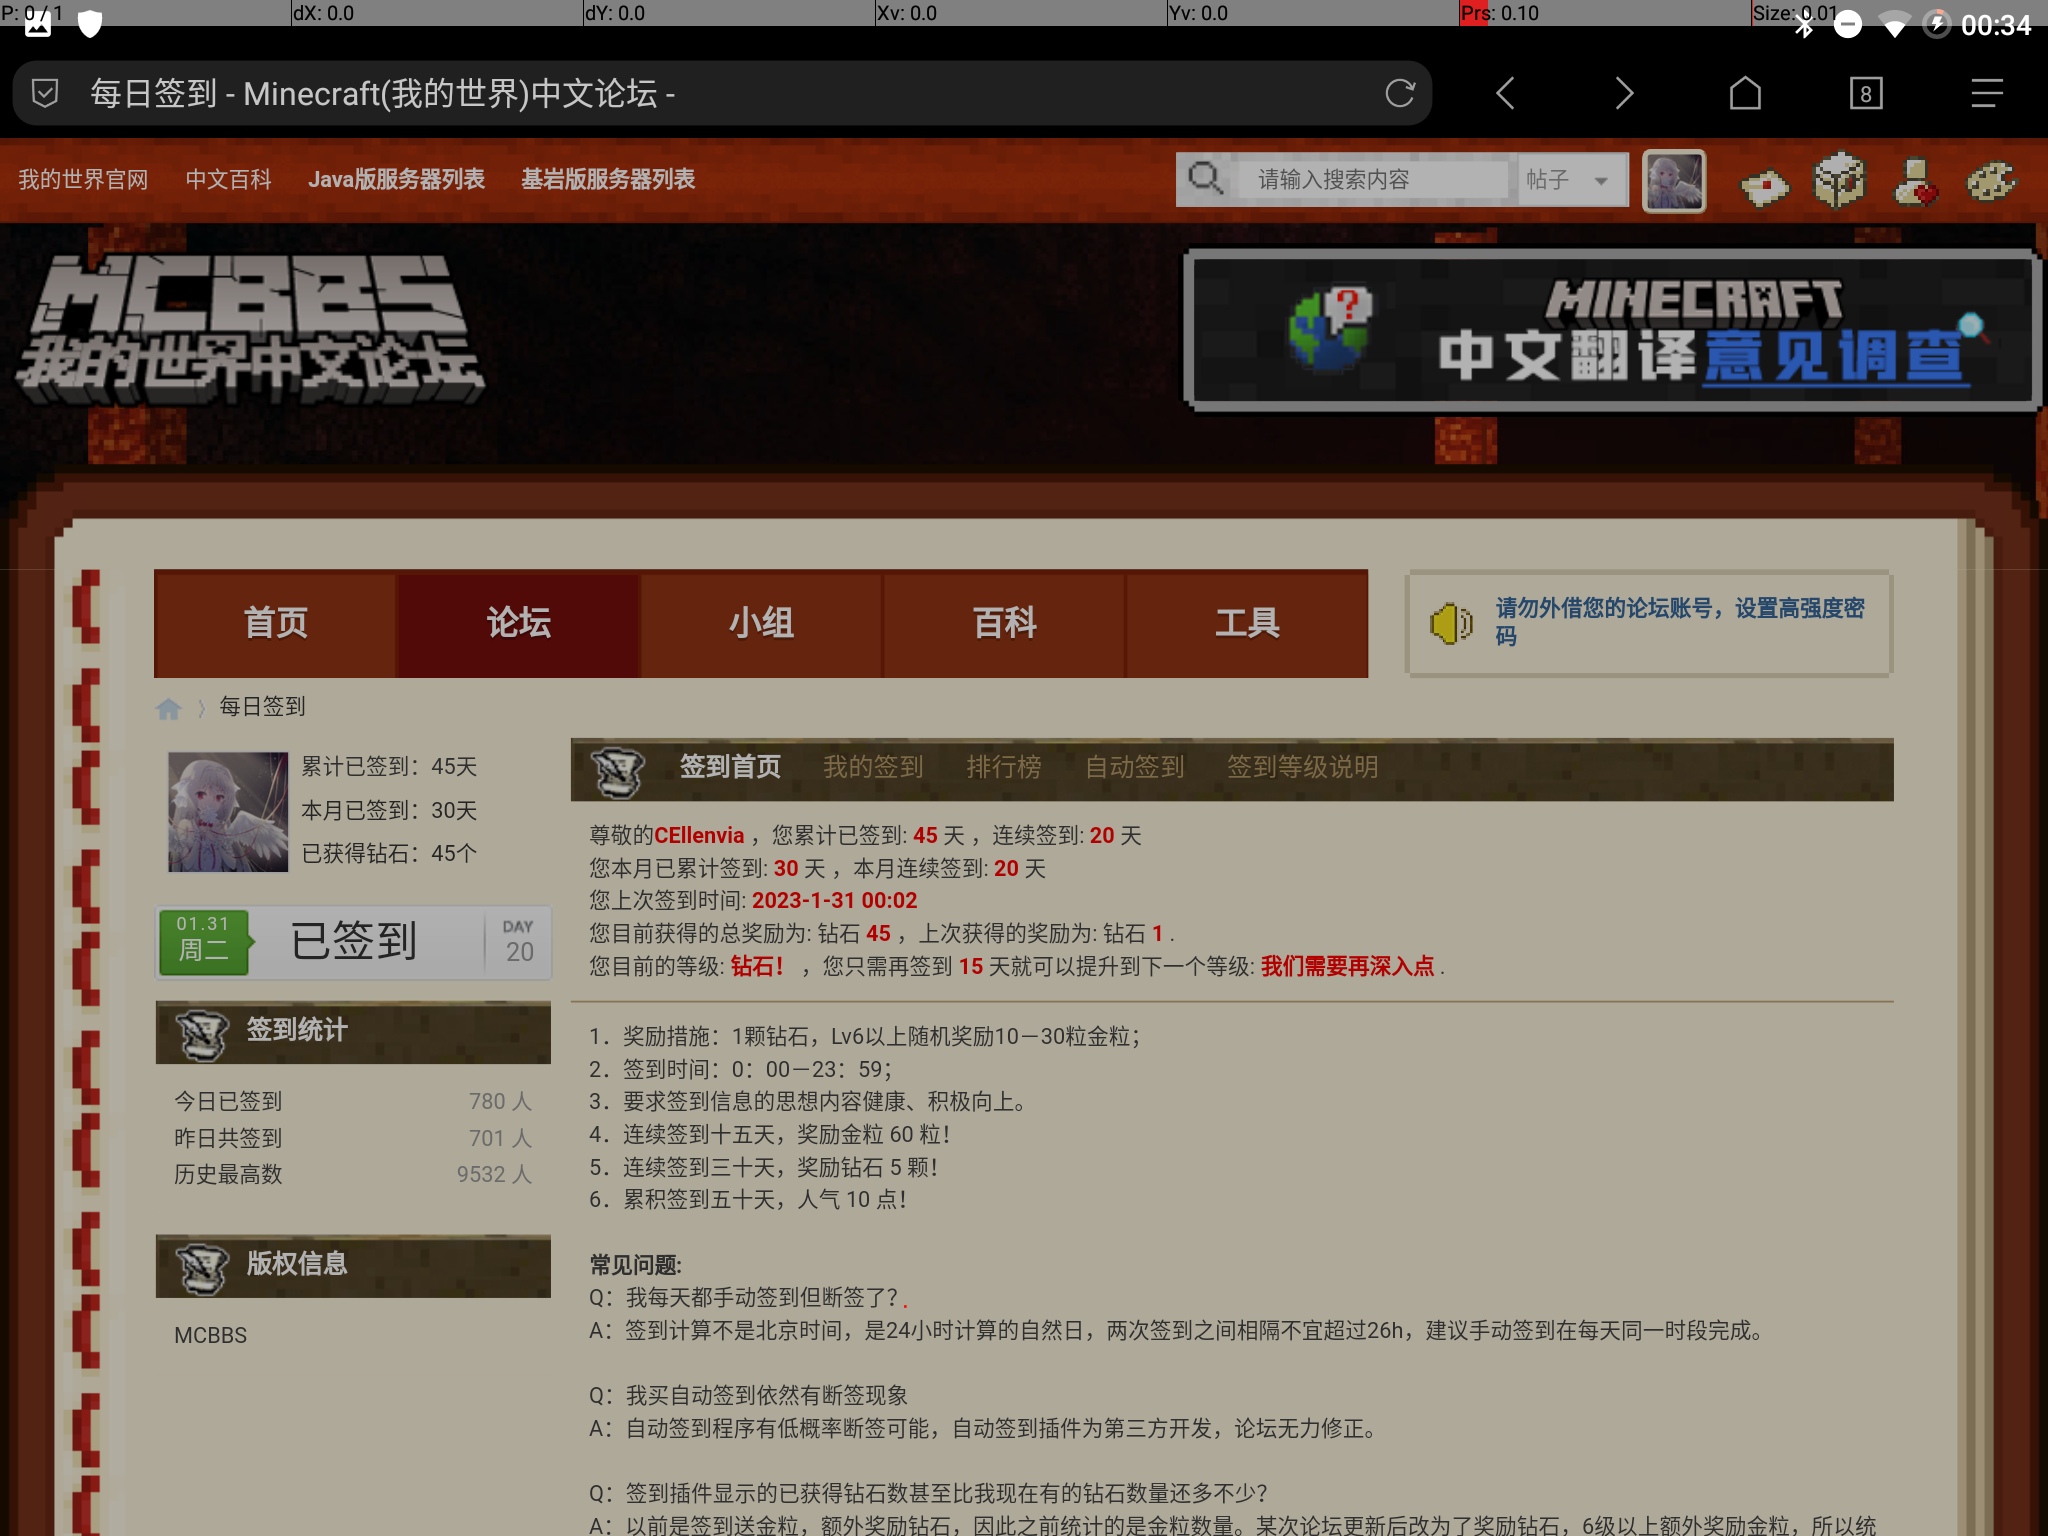 P: 0 / 1 dX: 0.0 dY: 0.0 Xv: 0.0 Yv: 0.0 Prs: 0.10 Size: 0.01
00:34
每日签到 - Minecraft(我的世界)中文论坛 -
8
我的世界官网 中文百科 Java版服务器列表 基岩版服务器列表
请输入搜索内容 帖子
MCBBS
我的世界中文论坛
MINECRAFT
中文翻译意见调查
首页 论坛 小组 百科 工具
请勿外借您的论坛账号，设置高强度密
码
每日签到
累计已签到：45天
本月已签到：30天
已获得钻石：45个
01.31
周二
已签到
DAY
20
签到统计
今日已签到 780 人
昨日共签到 701 人
历史最高数 9532 人
版权信息
MCBBS
签到首页 我的签到 排行榜 自动签到 签到等级说明
尊敬的CEllenvia ，您累计已签到: 45 天 ，连续签到: 20 天
您本月已累计签到: 30 天 ，本月连续签到: 20 天
您上次签到时间: 2023-1-31 00:02
您目前获得的总奖励为: 钻石 45 ，上次获得的奖励为: 钻石 1 .
您目前的等级: 钻石！ ，您只需再签到 15 天就可以提升到下一个等级: 我们需要再深入点 .
1．奖励措施：1颗钻石，Lv6以上随机奖励10－30粒金粒；
2．签到时间：0：00－23：59；
3．要求签到信息的思想内容健康、积极向上。
4．连续签到十五天，奖励金粒 60 粒！
5．连续签到三十天，奖励钻石 5 颗！
6．累积签到五十天，人气 10 点！
常见问题:
Q：我每天都手动签到但断签了？.
A：签到计算不是北京时间，是24小时计算的自然日，两次签到之间相隔不宜超过26h，建议手动签到在每天同一时段完成。
Q：我买自动签到依然有断签现象
A：自动签到程序有低概率断签可能，自动签到插件为第三方开发，论坛无力修正。
Q：签到插件显示的已获得钻石数甚至比我现在有的钻石数量还多不少？
A：以前是签到送金粒，额外奖励钻石，因此之前统计的是金粒数量。某次论坛更新后改为了奖励钻石，6级以上额外奖励金粒，所以统